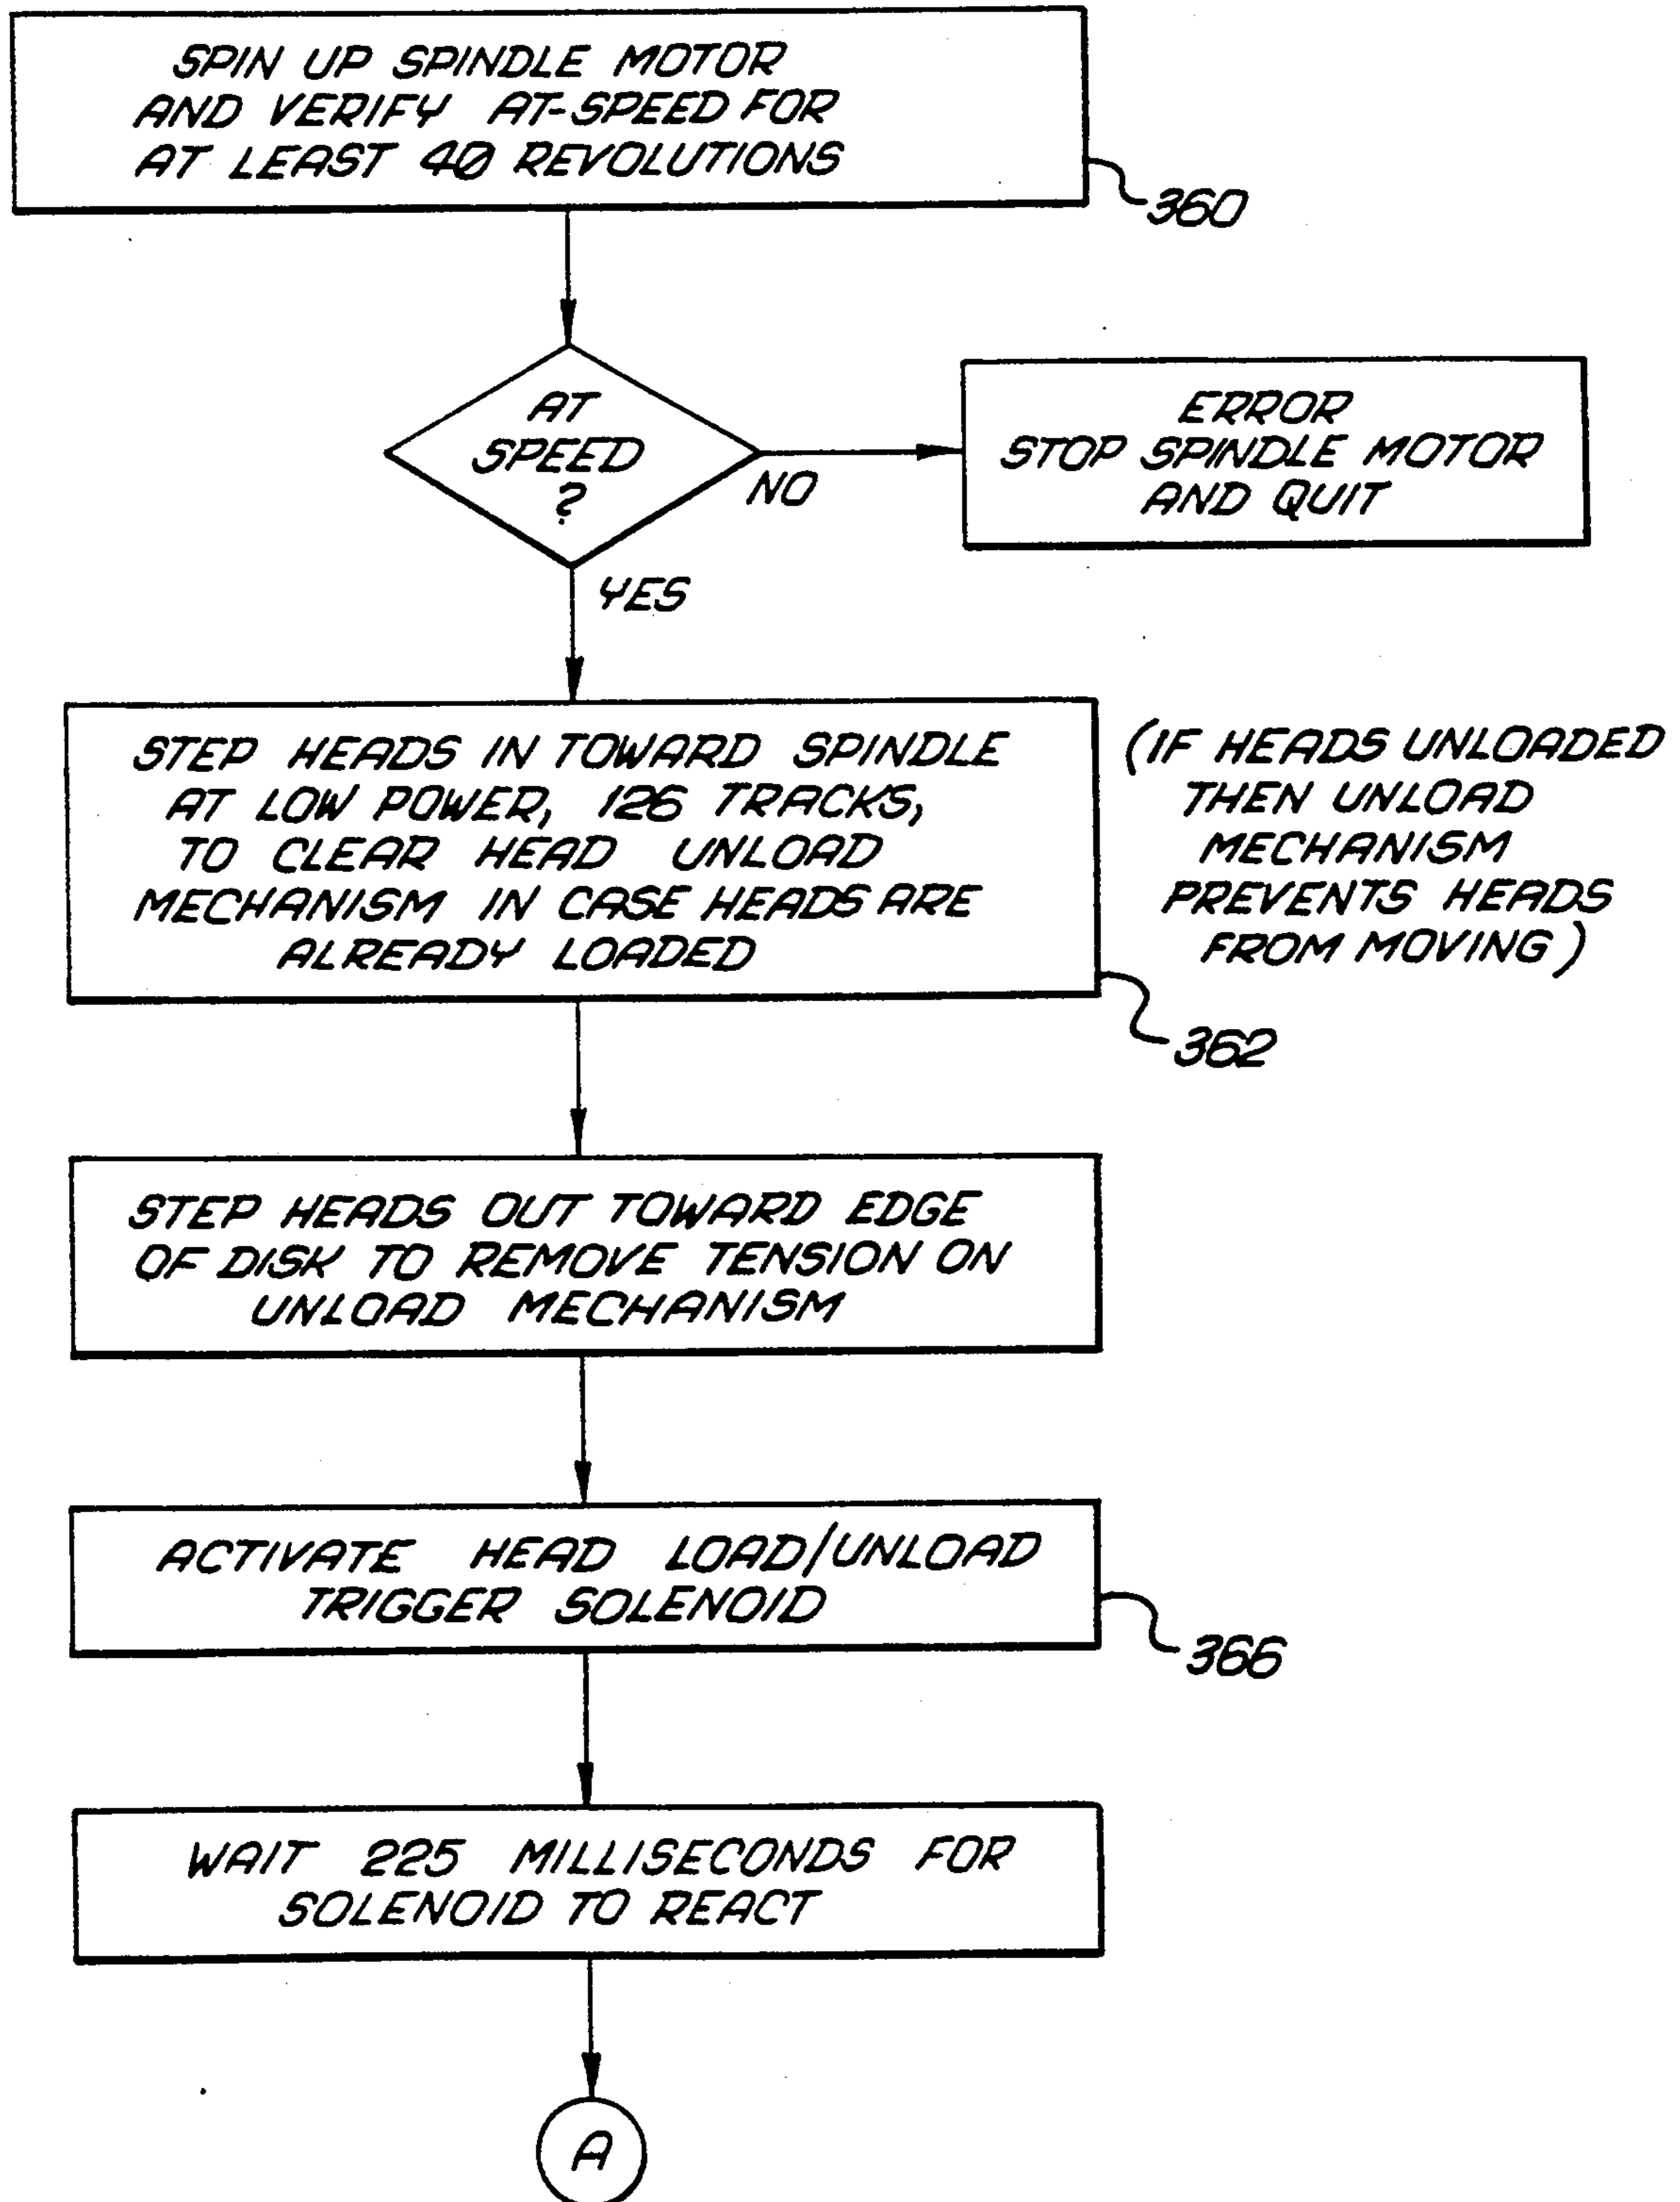 SPIN UP SPINDLE MOTOR
AND VERIFY AT-SPEED FOR
AT LEAST 40 REVOLUTIONS
360
AT
SPEED
?
NO
ERROR
STOP SPINDLE MOTOR
AND QUIT
YES
STEP HEADS IN TOWARD SPINDLE
AT LOW POWER, 126 TRACKS,
TO CLEAR HEAD UNLOAD
MECHANISM IN CASE HEADS ARE
ALREADY LOADED
(IF HEADS UNLOADED
THEN UNLOAD
MECHANISM
PREVENTS HEADS
FROM MOVING)
362
STEP HEADS OUT TOWARD EDGE
OF DISK TO REMOVE TENSION ON
UNLOAD MECHANISM
ACTIVATE HEAD LOAD/UNLOAD
TRIGGER SOLENOID
366
WAIT 225 MILLISECONDS FOR
SOLENOID TO REACT
A